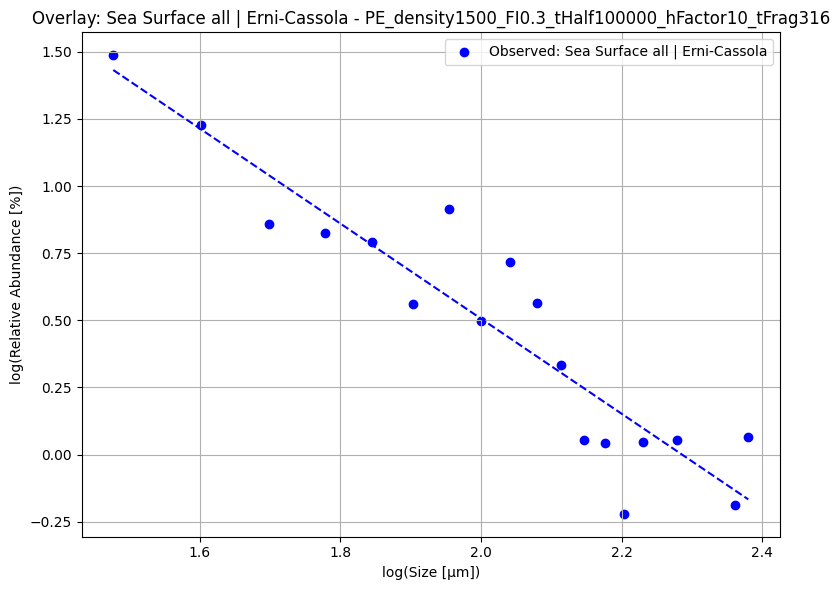 Overlay: Sea Surface all | Erni-Cassola - PE_density1500_FI0.3_tHalf100000_hFactor10_tFrag316
Observed: Sea Surface all | Erni-Cassola
log(Relative Abundance [%])
1.50
1.25
1.00
0.75
0.50
0.25
0.00
−0.25
1.6 1.8 2.0 2.2 2.4
log(Size [µm])